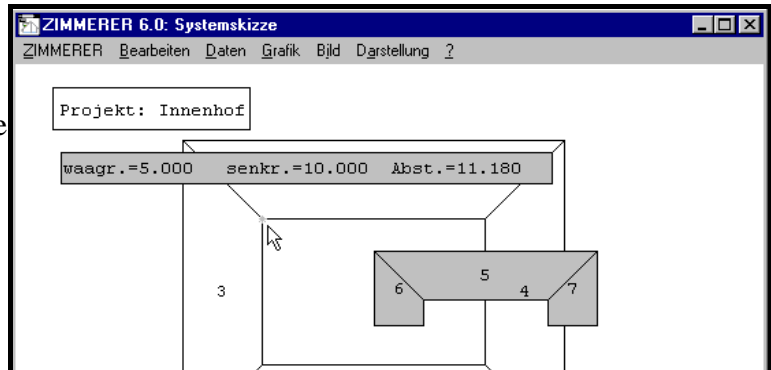 ZIMMERER 6.0: Systemskizze
ZIMMERER Bearbeiten Daten Grafik Bild Darstellung ?
Projekt: Innenhof
e
waagr.=5.000 senkr.=10.000 Abst.=11.180
5
3 6 4 7